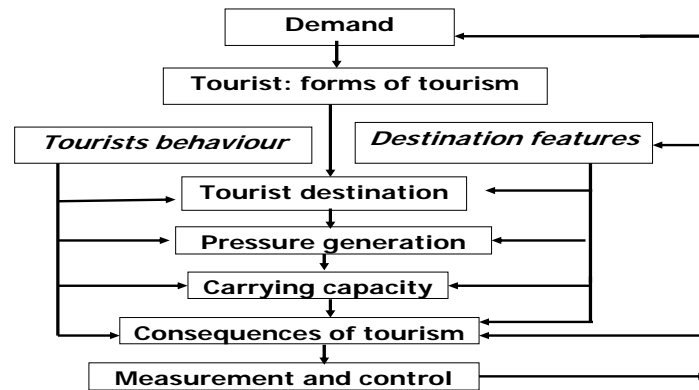 Demand
Tourist: forms of tourism
Tourists behaviour
Destination features
Tourist destination
Pressure generation
Carrying capacity
Consequences of tourism
Measurement and control